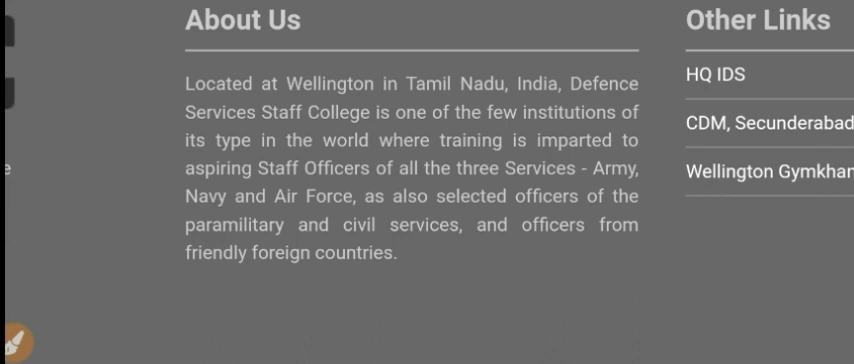 About Us
Located at Wellington in Tamil Nadu, India, Defence
Services Staff College is one of the few institutions of
its type in the world where training is imparted to
aspiring Staff Officers of all the three Services - Army,
Navy and Air Force, as also selected officers of the
paramilitary and civil services, and officers from
friendly foreign countries.
Other Links
HQ IDS
CDM, Secunderabad
Wellington